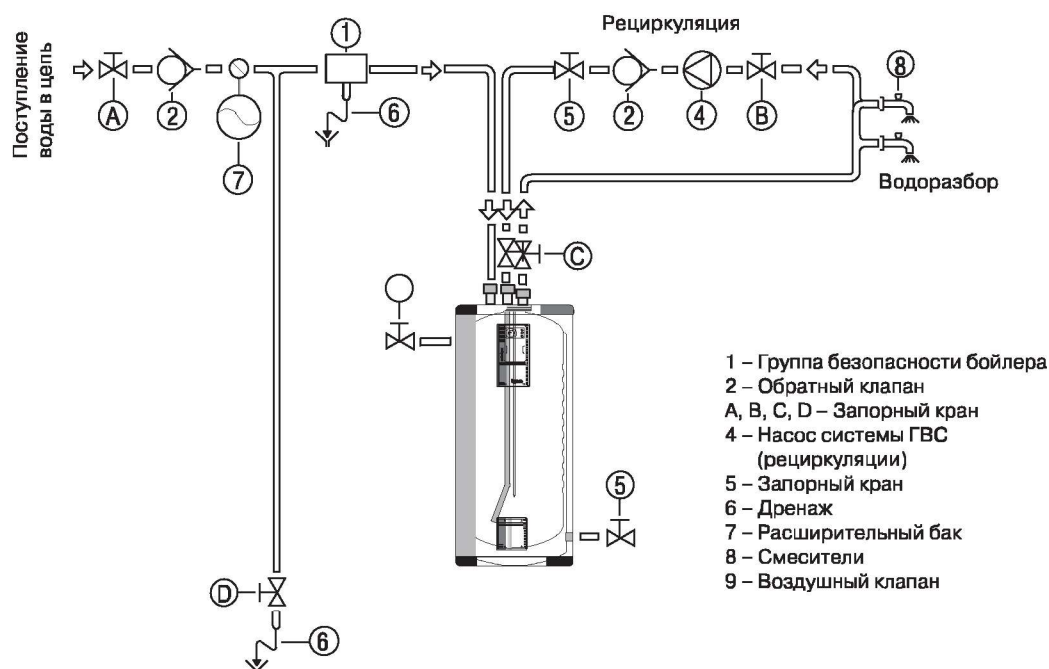 Поступление
воды в цепь
Рециркуляция
1
8
A
2
6
5
2
4
B
7
Водоразбор
C
5
D
6
1 – Группа безопасности бойлера
2 – Обратный клапан
A, B, C, D – Запорный кран
4 – Насос системы ГВС
(рециркуляции)
5 – Запорный кран
6 – Дренаж
7 – Расширительный бак
8 – Смесители
9 – Воздушный клапан